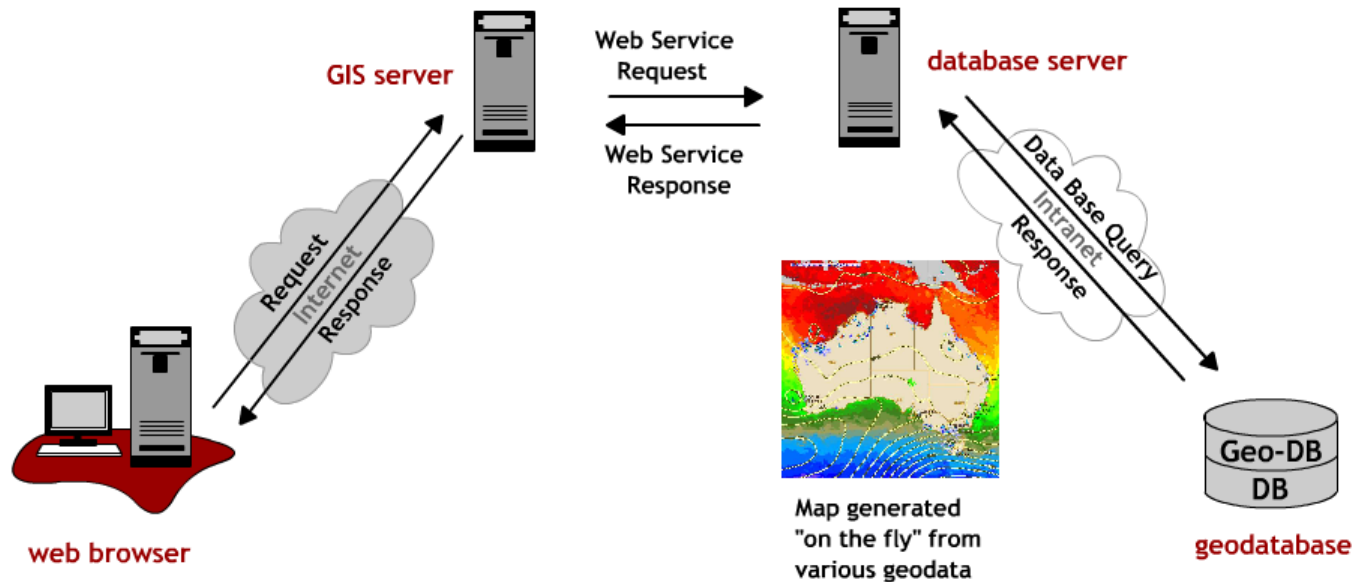 GIS server
Web Service
Request
Web Service
Response
database server
Request
Internet
Response
Data Base Query
Intranet
Response
web browser
Map generated
"on the fly" from
various geodata
Geo-DB
DB
geodatabase